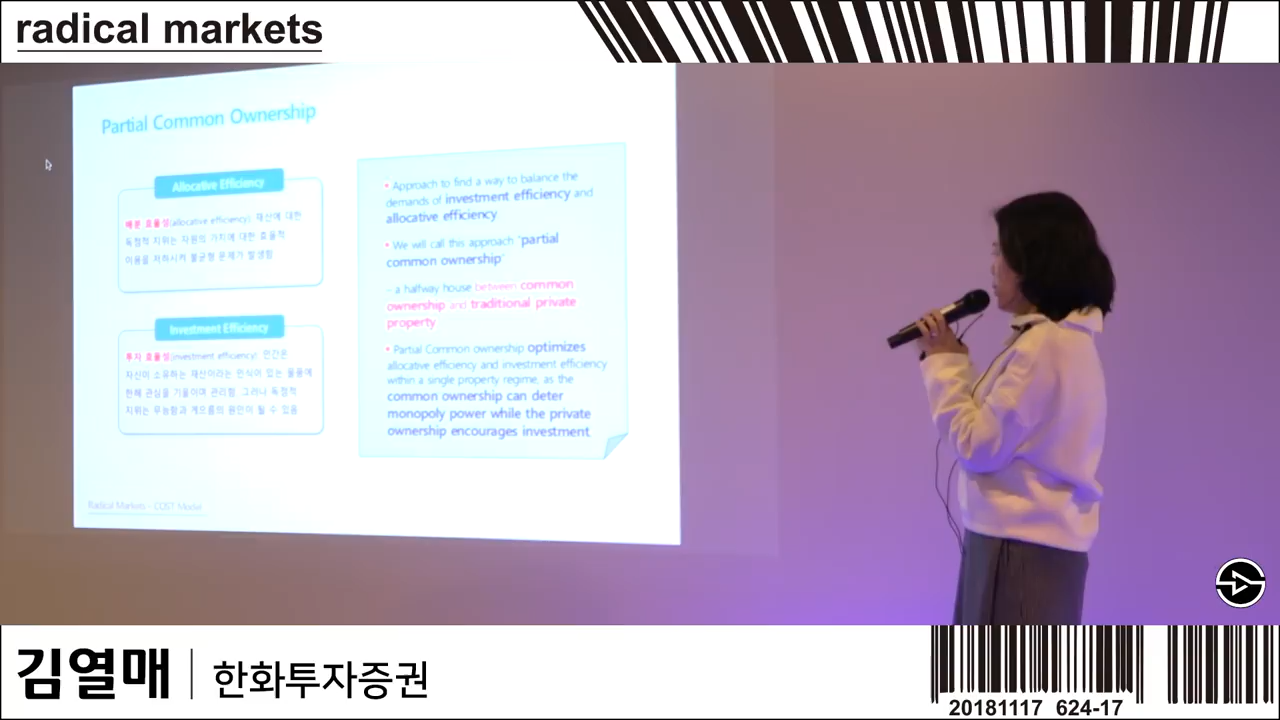 radical markets
Partial Common Ownership
Allocative Efficiency
배분 효율성(allocative efficiency): 재산에 대한
독점적 지위는 자원의 가치에 대한 효율적
이용을 저하시켜 불균형 문제가 발생함
Investment Efficiency
투자 효율성(investment efficiency): 인간은
자신이 소유하는 재산이라는 인식이 있는 물품에
한해 관심을 기울이며 관리함. 그러나 독점적
지위는 무능함과 게으름의 원인이 될 수 있음
• Approach to find a way to balance the
demands of investment efficiency and
allocative efficiency
• We will call this approach 'partial
common ownership'
- a halfway house between common
ownership and traditional private
property
• Partial Common ownership optimizes
allocative efficiency and investment efficiency
within a single property regime, as the
common ownership can deter
monopoly power while the private
ownership encourages investment
Radical Markets - COST Model
김열매 | 한화투자증권
20181117 624-17